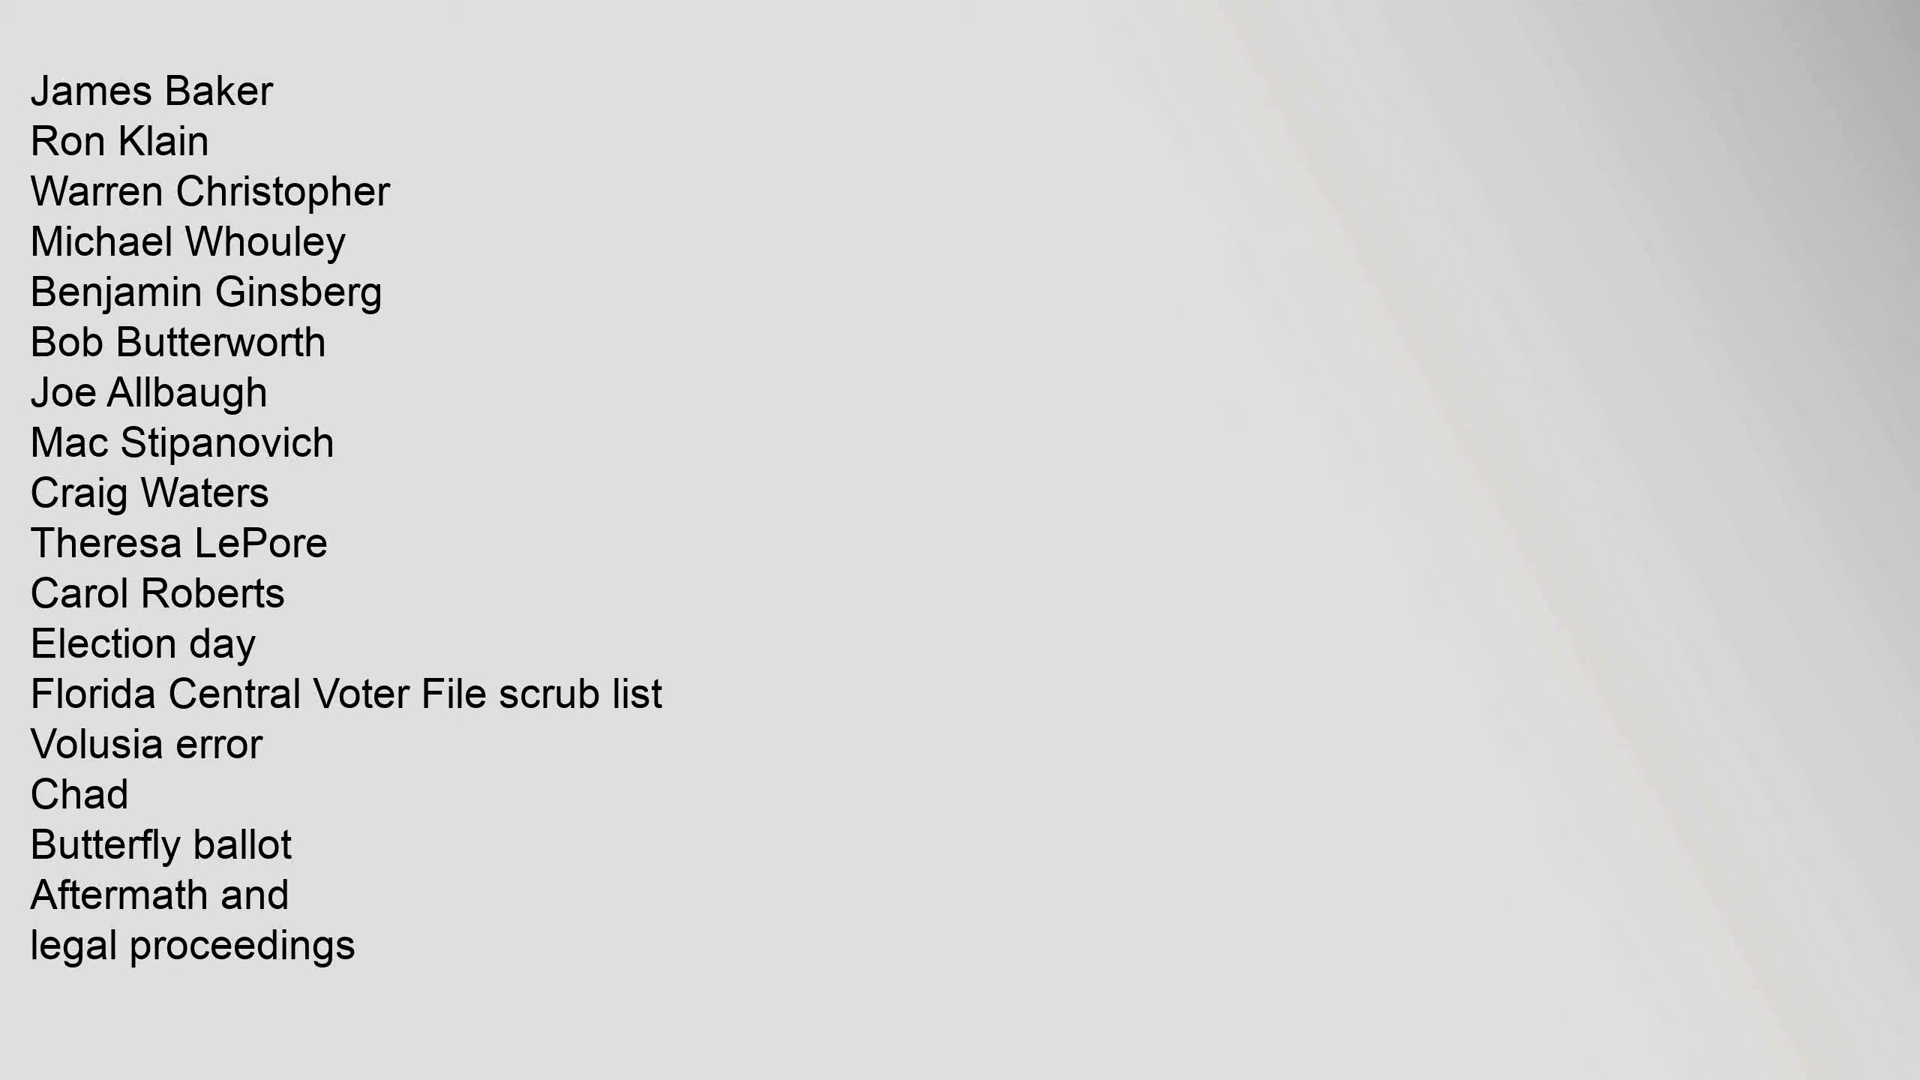 James Baker
Ron Klain
Warren Christopher
Michael Whouley
Benjamin Ginsberg
Bob Butterworth
Joe Allbaugh
Mac Stipanovich
Craig Waters
Theresa LePore
Carol Roberts
Election day
Florida Central Voter File scrub list
Volusia error
Chad
Butterfly ballot
Aftermath and
legal proceedings